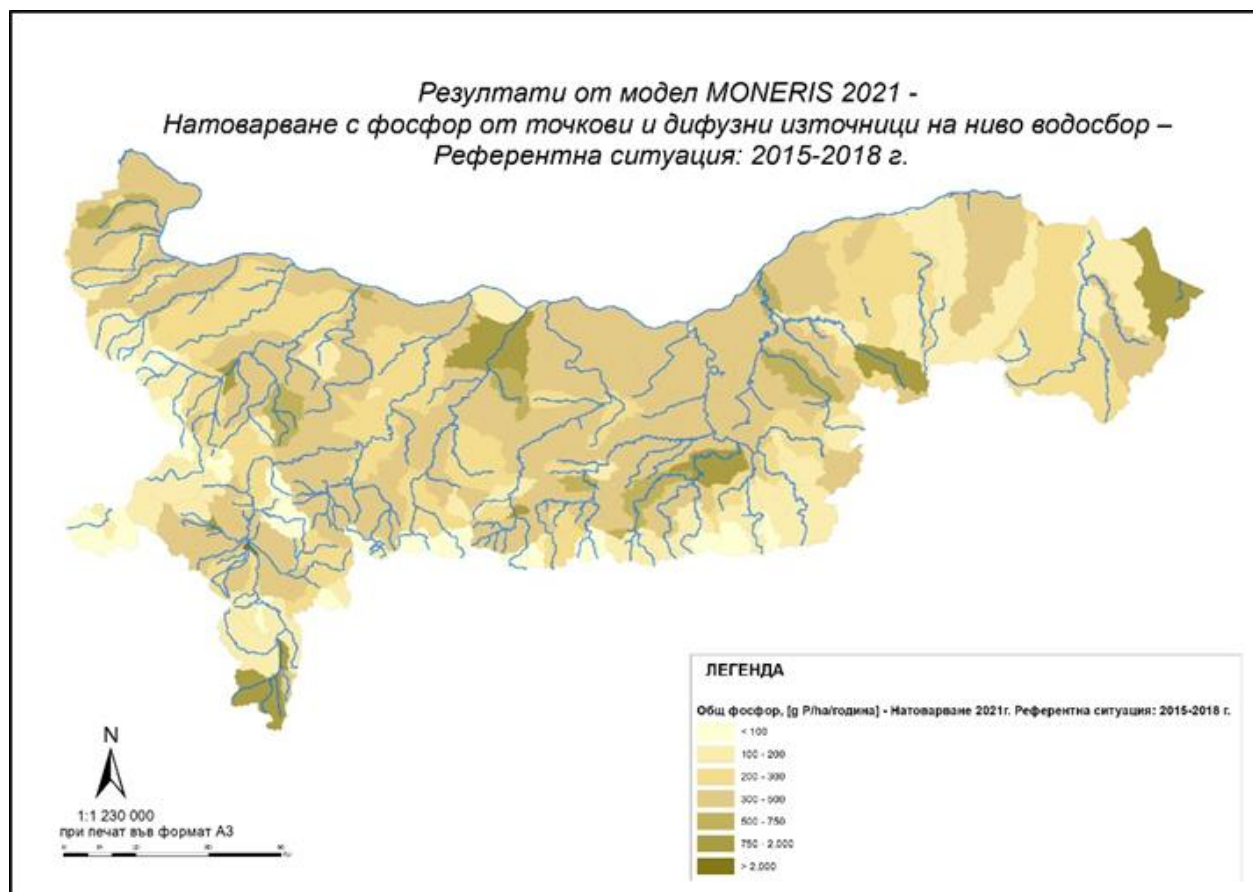 Резултати от модел MONERIS 2021 -
Натоварване с фосфор от точкови и дифузни източници на ниво водосбор –
Референтна ситуация: 2015-2018 г.
ЛЕГЕНДА
Общ фосфор, [g P/ha/година] - Натоварване 2021г. Референтна ситуация: 2015-2018 г.
< 100
100 - 200
200 - 300
300 - 500
500 - 750
750 - 2.000
> 2.000
N
1:1 230 000
при печат във формат А3